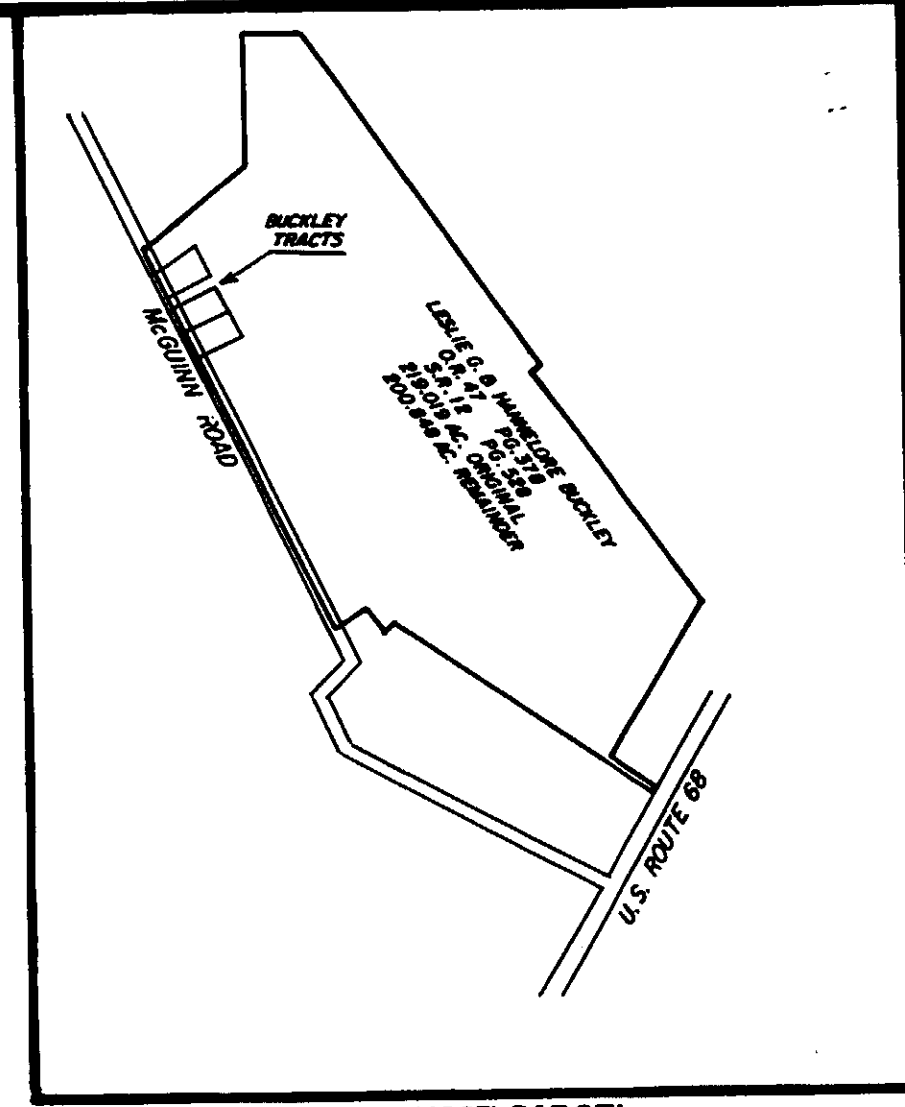 BUCKLEY
TRACTS
McGUINN ROAD
LESLIE G. & HANNELORE BUCKLEY
O.R. 47 PG. 378
S.R. 12 PG. 528
219.019 AC. ORIGINAL
200.848 AC. REMAINDER
U.S. ROUTE 68